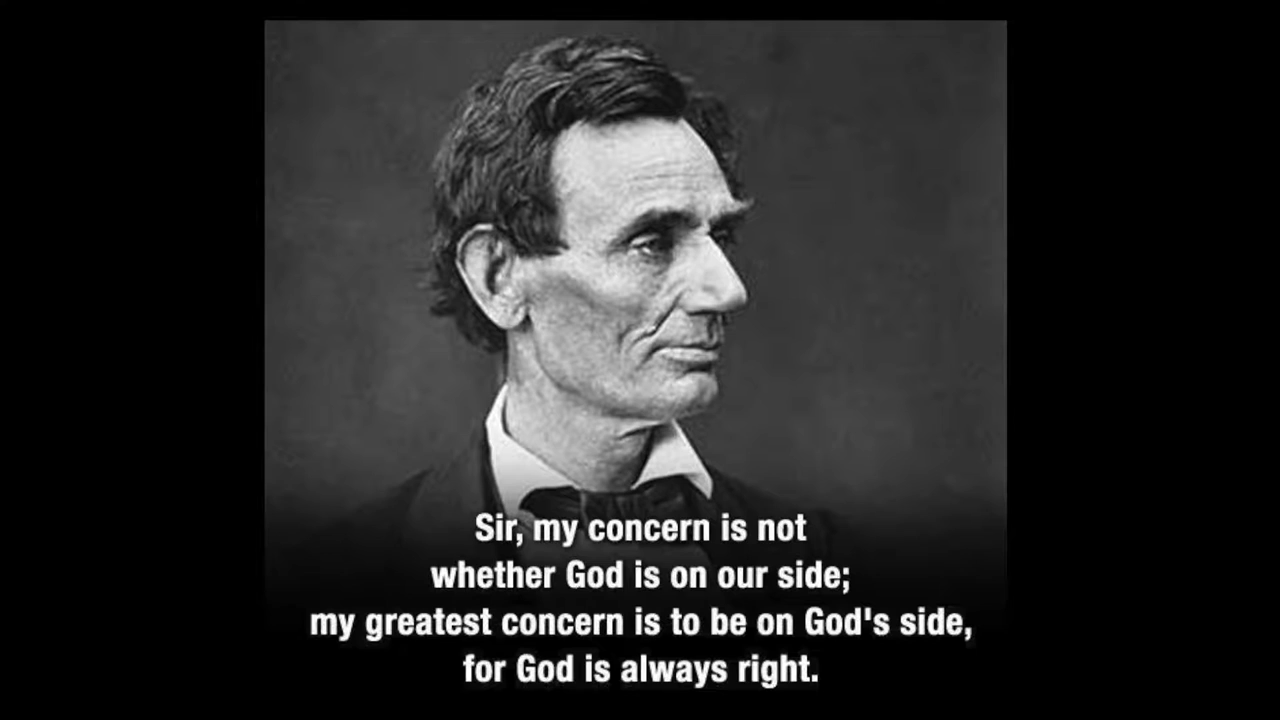 Sir, my concern is not
whether God is on our side;
my greatest concern is to be on God's side,
for God is always right.